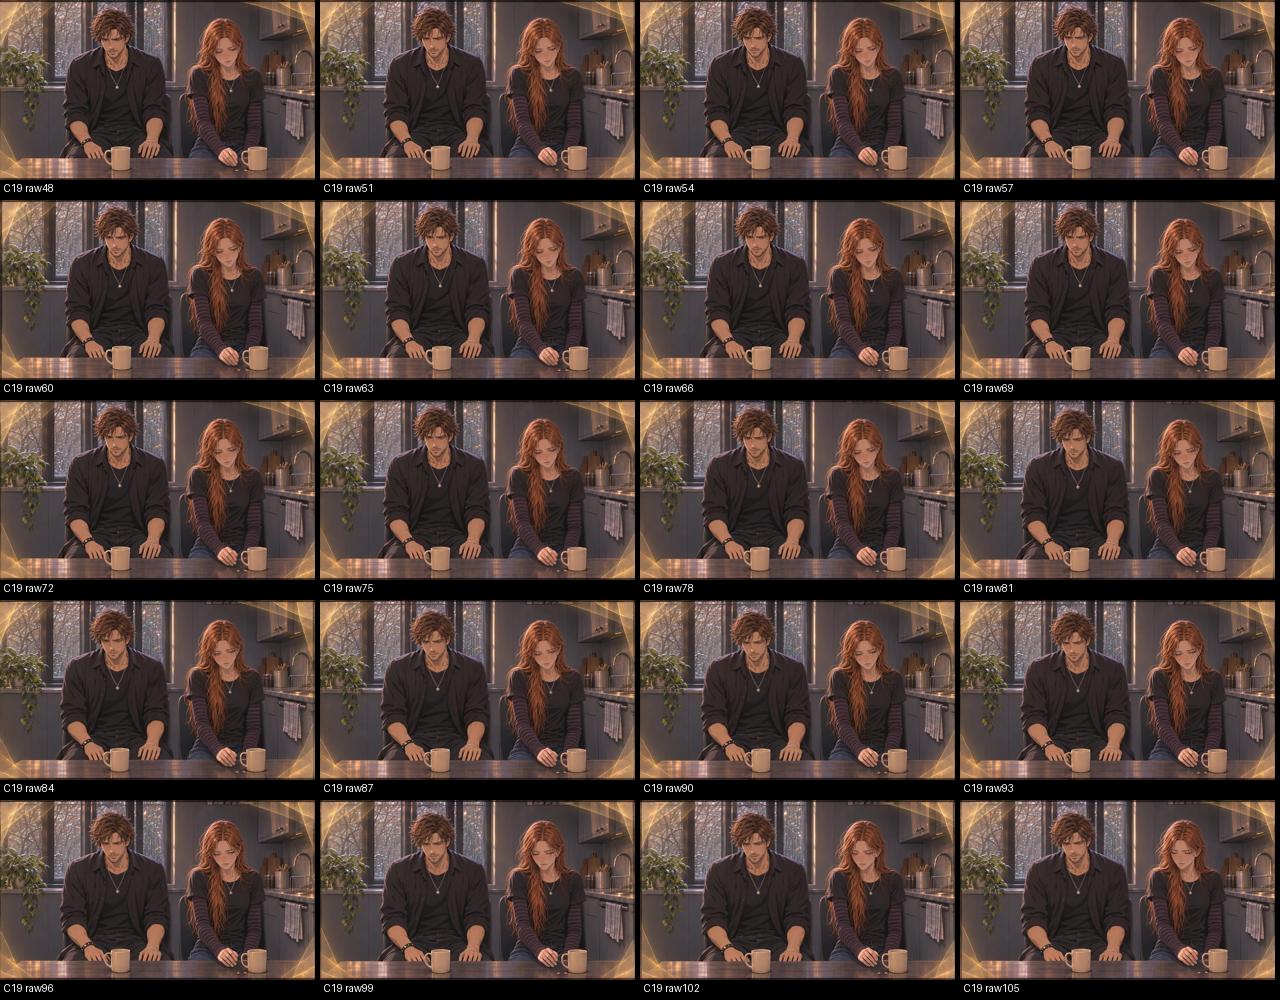 C19 raw48
C19 raw51
C19 raw54
C19 raw57
C19 raw60
C19 raw63
C19 raw66
C19 raw69
C19 raw72
C19 raw75
C19 raw78
C19 raw81
C19 raw84
C19 raw87
C19 raw90
C19 raw93
C19 raw96
C19 raw99
C19 raw102
C19 raw105